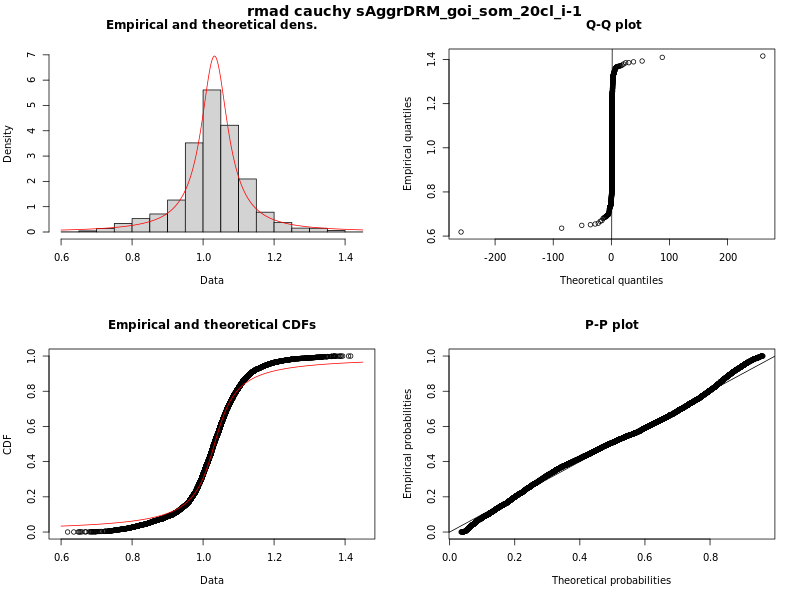 rmad cauchy sAggrDRM_goi_som_20cl_i-1
Empirical and theoretical dens.
Density
0 1 2 3 4 5 6 7
0.6 0.8 1.0 1.2 1.4
Data
Q-Q plot
Empirical quantiles
0.6 0.8 1.0 1.2 1.4
-200 -100 0 100 200
Theoretical quantiles
Empirical and theoretical CDFs
CDF
0.0 0.2 0.4 0.6 0.8 1.0
0.6 0.8 1.0 1.2 1.4
Data
P-P plot
Empirical probabilities
0.0 0.2 0.4 0.6 0.8 1.0
0.0 0.2 0.4 0.6 0.8
Theoretical probabilities